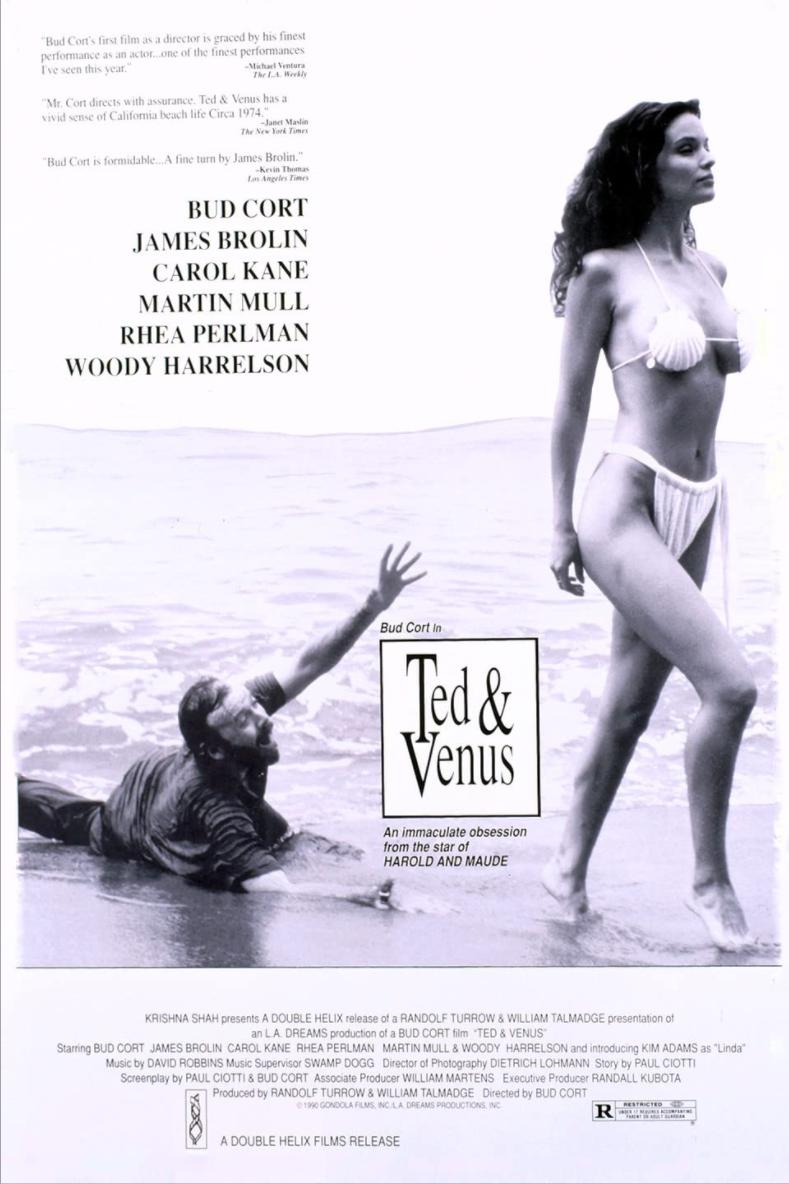 "Bud Cort's first film as a director is graced by his finest
performance as an actor...one of the finest performances
I've seen this year."
–Michael Ventura
The L.A. Weekly
"Mr. Cort directs with assurance. Ted & Venus has a
vivid sense of California beach life Circa 1974."
–Janet Maslin
The New York Times
"Bud Cort is formidable...A fine turn by James Brolin."
–Kevin Thomas
Los Angeles Times
BUD CORT
JAMES BROLIN
CAROL KANE
MARTIN MULL
RHEA PERLMAN
WOODY HARRELSON
Bud Cort In
Ted &
Venus
An immaculate obsession
from the star of
HAROLD AND MAUDE
KRISHNA SHAH presents A DOUBLE HELIX release of a RANDOLF TURROW & WILLIAM TALMADGE presentation of
an L.A. DREAMS production of a BUD CORT film "TED & VENUS"
Starring BUD CORT JAMES BROLIN CAROL KANE RHEA PERLMAN MARTIN MULL & WOODY HARRELSON and introducing KIM ADAMS as "Linda"
Music by DAVID ROBBINS Music Supervisor SWAMP DOGG Director of Photography DIETRICH LOHMANN Story by PAUL CIOTTI
Screenplay by PAUL CIOTTI & BUD CORT Associate Producer WILLIAM MARTENS Executive Producer RANDALL KUBOTA
Produced by RANDOLF TURROW & WILLIAM TALMADGE Directed by BUD CORT
© 1990 GONDOLA FILMS, INC./L.A. DREAMS PRODUCTIONS, INC.
R RESTRICTED
UNDER 17 REQUIRES ACCOMPANYING
PARENT OR ADULT GUARDIAN
A DOUBLE HELIX FILMS RELEASE